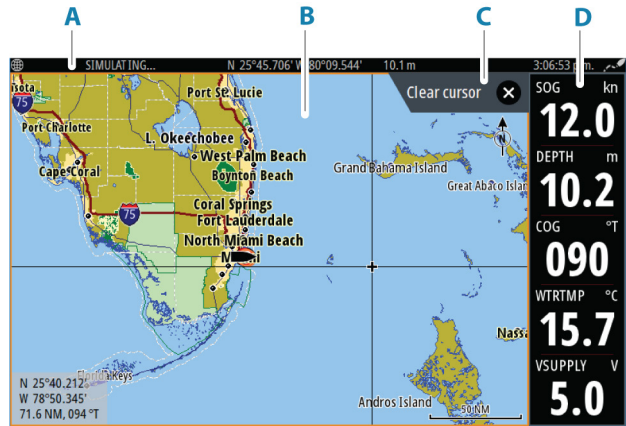 A
B
C
D
SIMULATING...
N 25°45.706' W 80°09.544'
10.1 m
3:06:53 p.m.
Clear cursor
SOG kn
12.0
DEPTH m
10.2
COG °T
090
WTRTMP °C
15.7
VSUPPLY V
5.0
75
Port St. Lucie
Port Charlotte
L. Okeechobee
West Palm Beach
Cape Coral
Boynton Beach
Grand Bahama Island
N
Great Abaco Islan
75
Coral Springs
Fort Lauderdale
North Miami Beach
Nassa
Florida Keys
N 25°40.212'
W 78°50.345'
71.6 NM, 094 °T
Andros Island
50 NM